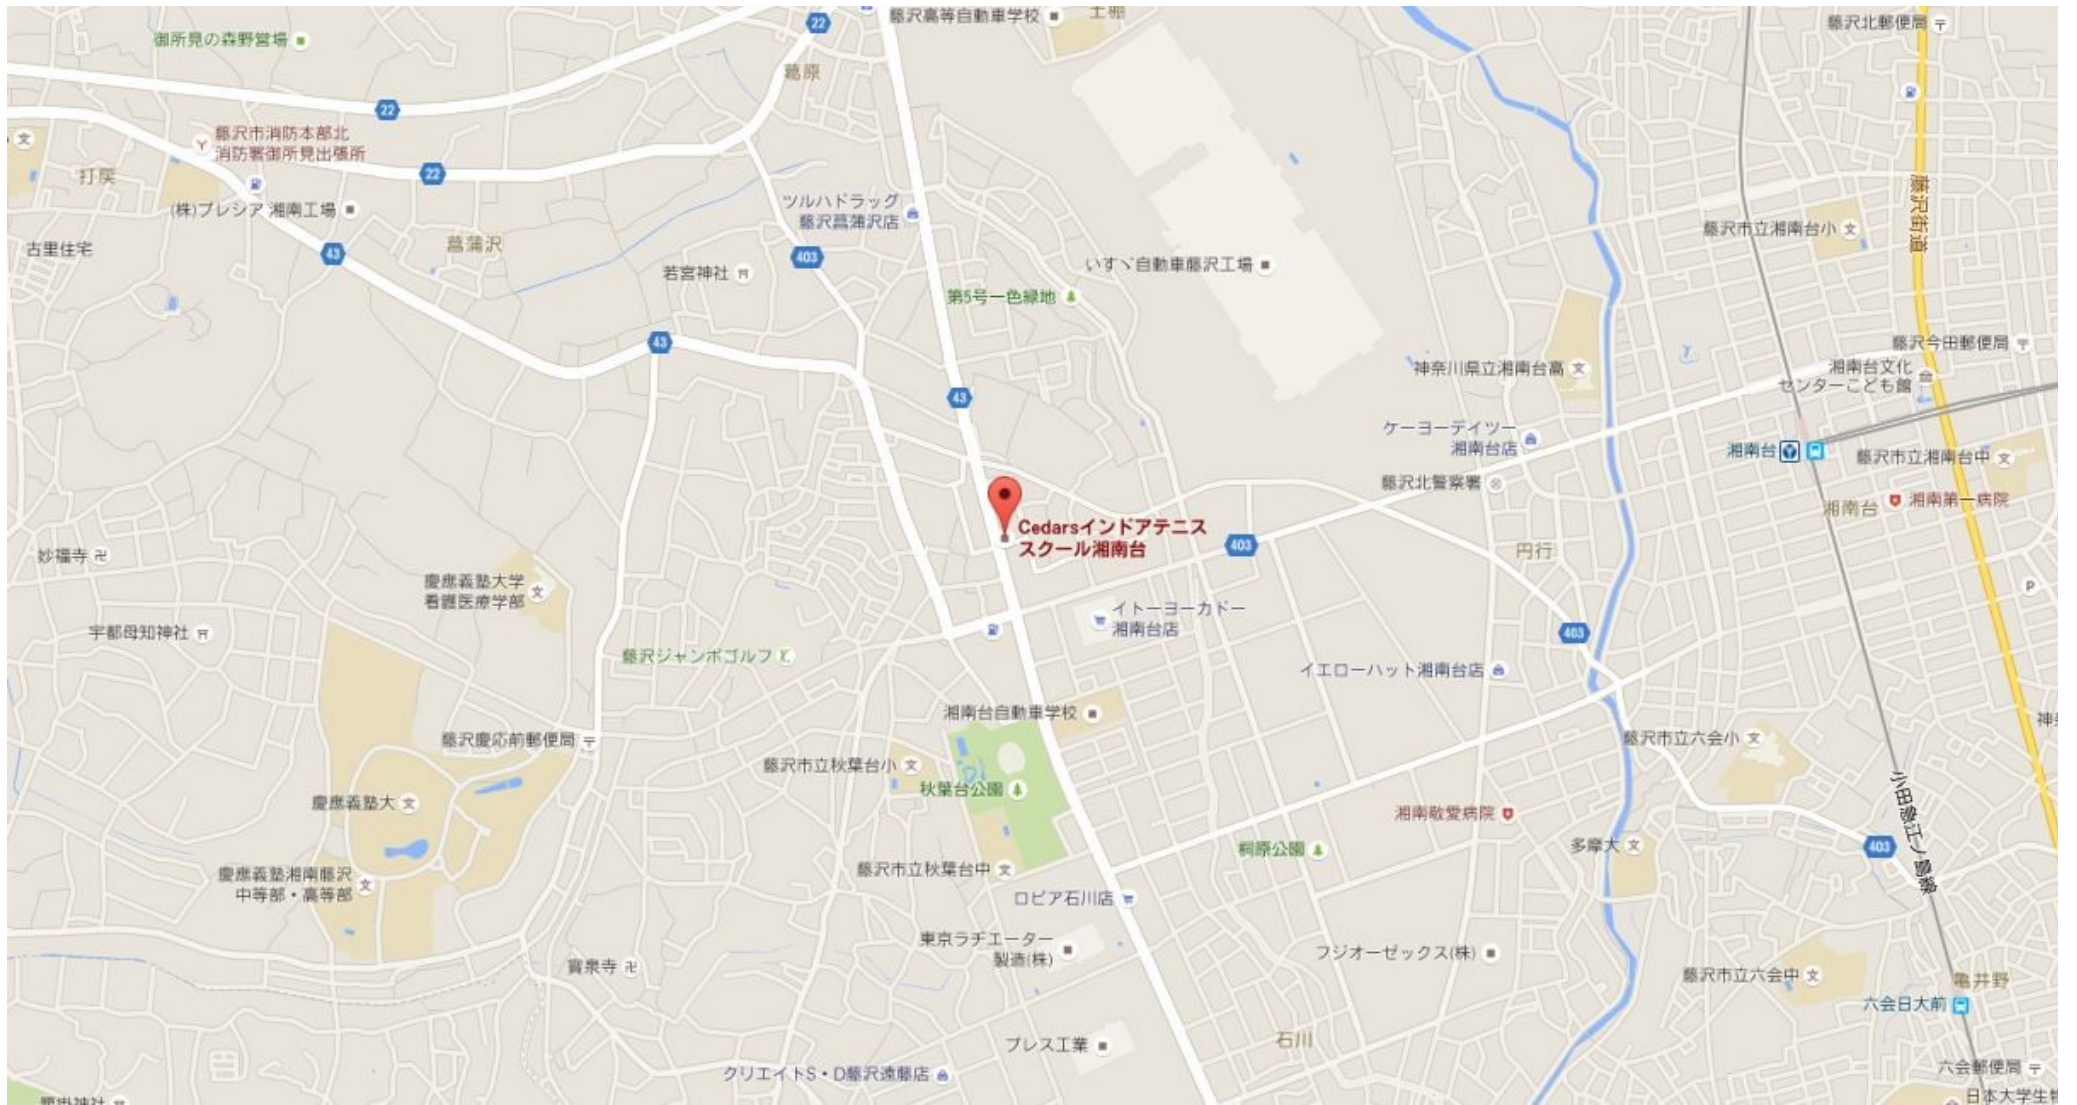 藤沢高等自動車学校
土棚
藤沢北郵便局
22
御所見の森野営場
葛原
22
藤沢市消防本部北
消防署御所見出張所
22
打戻
(株)プレシア 湘南工場
ツルハドラッグ
藤沢菖蒲沢店
藤沢街道
藤沢市立湘南台小
古里住宅
菖蒲沢
43
403
若宮神社
いすゞ自動車藤沢工場
第5号一色緑地
43
藤沢今田郵便局
神奈川県立湘南台高
湘南台文化
センターこども館
43
ケーヨーデイツー
湘南台店
湘南台
藤沢市立湘南台中
藤沢北警察署
湘南台
湘南第一病院
Cedarsインドアテニス
スクール湘南台
403
円行
妙福寺
慶應義塾大学
看護医療学部
P
イトーヨーカドー
湘南台店
宇都母知神社
403
藤沢ジャンボゴルフ
イエローハット湘南台店
湘南台自動車学校
神奈
藤沢慶応前郵便局
藤沢市立六会小
藤沢市立秋葉台小
秋葉台公園
慶應義塾大
湘南敬愛病院
小田急江ノ島線
桐原公園
多摩大
403
藤沢市立秋葉台中
慶應義塾湘南藤沢
中等部・高等部
ロピア石川店
東京ラヂエーター
製造(株)
フジオーゼックス(株)
寳泉寺
藤沢市立六会中
亀井野
六会日大前
プレス工業
石川
クリエイトS・D藤沢遠藤店
六会郵便局
日本大学生物